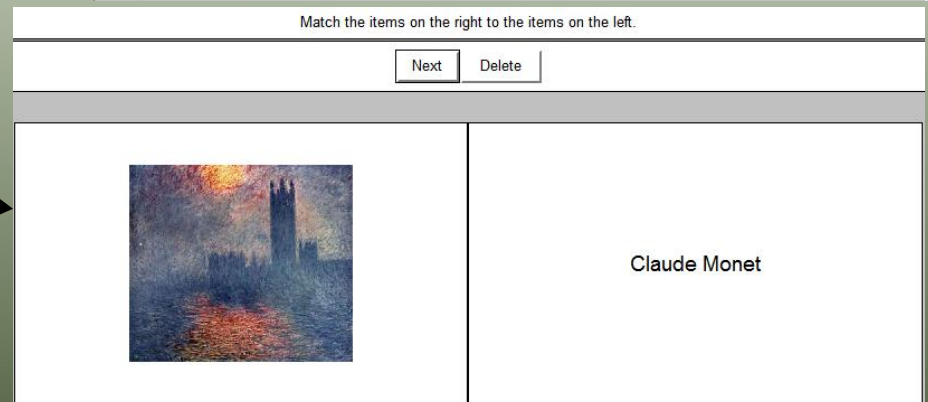 Match the items on the right to the items on the left.
Next Delete
Claude Monet